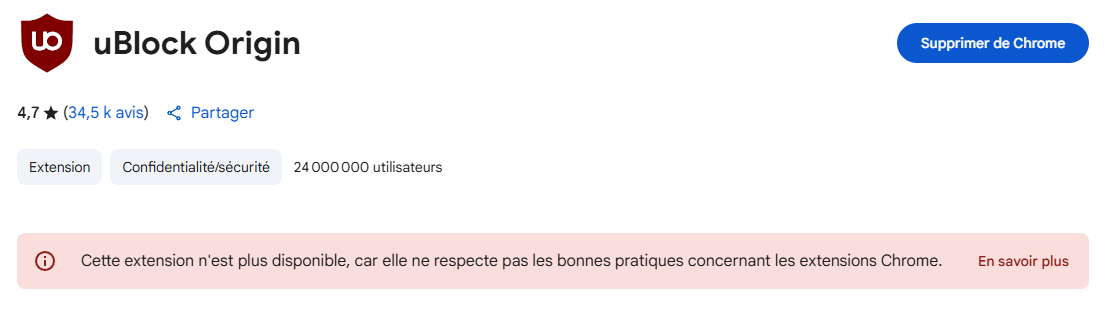 uo
uBlock Origin
Supprimer de Chrome
4,7 ★ (34,5 k avis) Partager
Extension Confidentialité/sécurité 24 000 000 utilisateurs
Cette extension n'est plus disponible, car elle ne respecte pas les bonnes pratiques concernant les extensions Chrome. En savoir plus